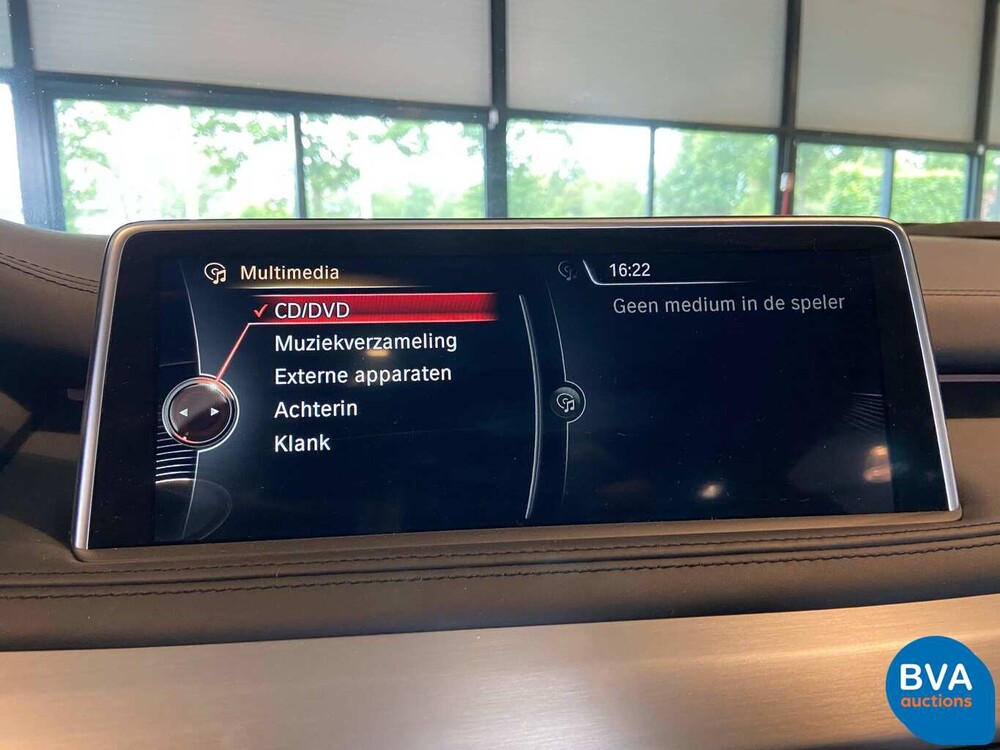 Multimedia
CD/DVD
Muziekverzameling
Externe apparaten
Achterin
Klank
16:22
Geen medium in de speler
BVA
auctions